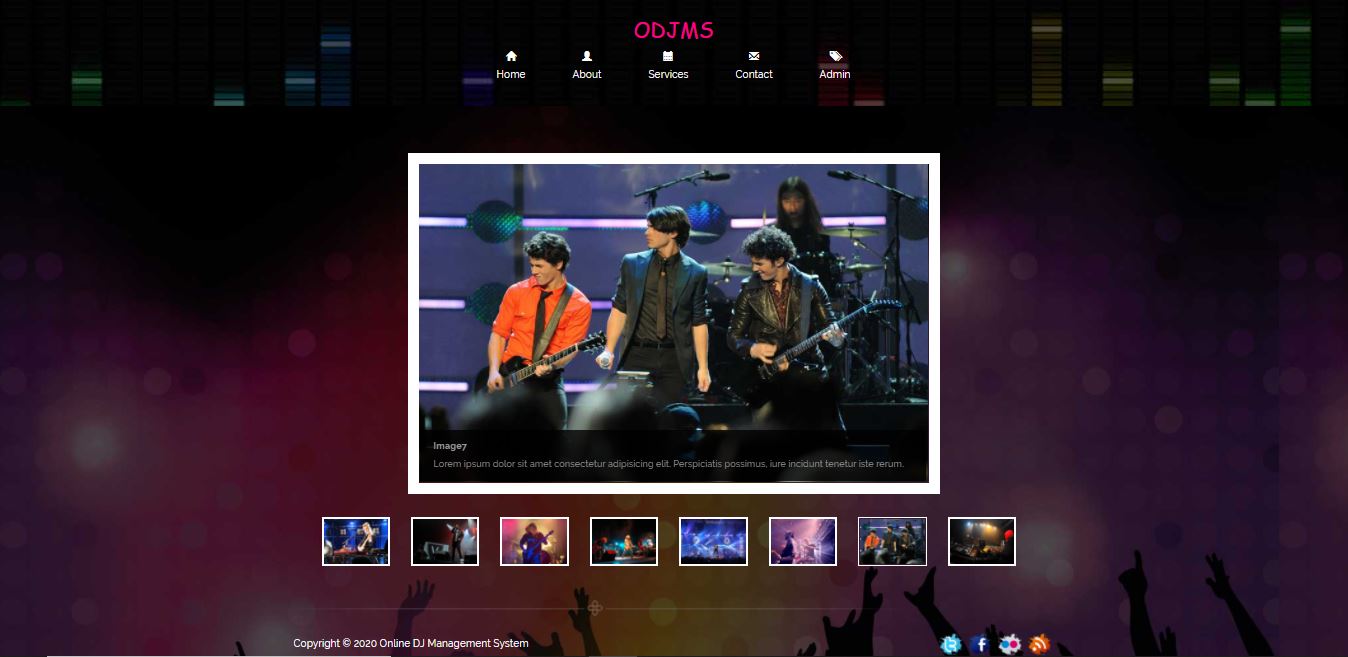 ODJMS
Home About Services Contact Admin
Image7
Lorem ipsum dolor sit amet consectetur adipisicing elit. Perspiciatis possimus, iure incidunt tenetur iste rerum.
Copyright © 2020 Online DJ Management System